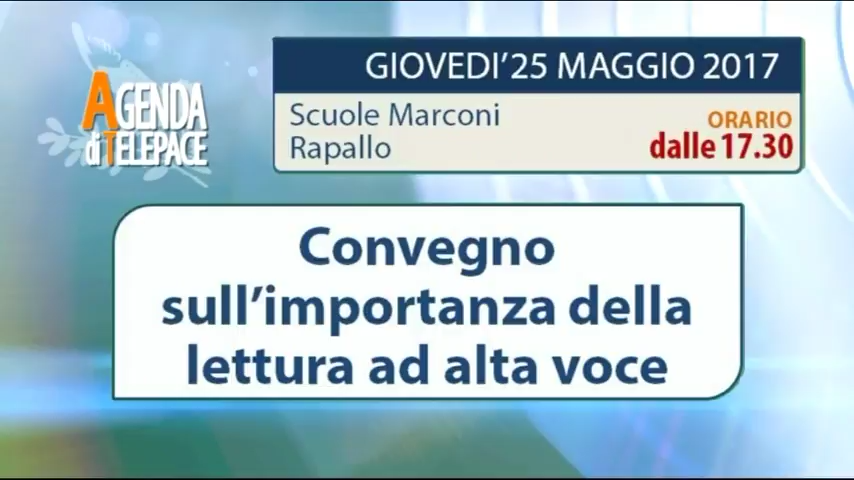 AGENDA
di TELEPACE
GIOVEDI'25 MAGGIO 2017
Scuole Marconi
Rapallo
ORARIO
dalle 17.30
Convegno
sull'importanza della
lettura ad alta voce